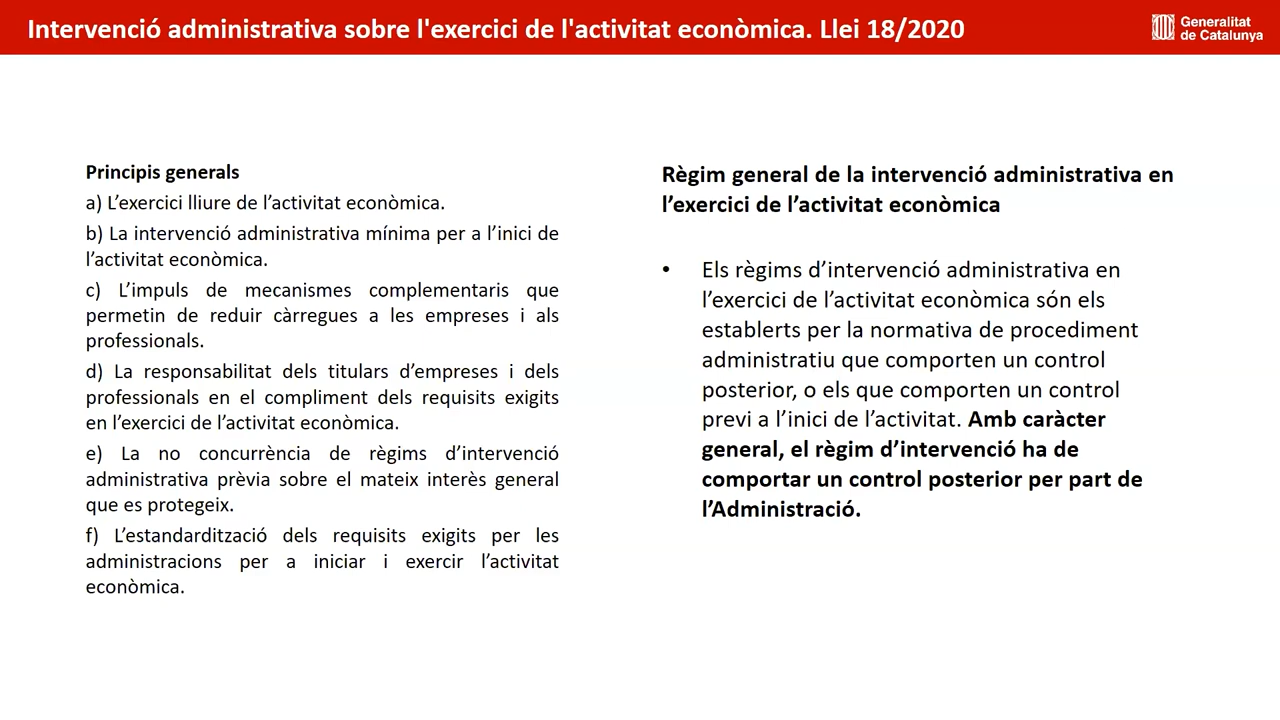 Intervenció administrativa sobre l'exercici de l'activitat econòmica. Llei 18/2020
Generalitat
de Catalunya
Principis generals
a) L’exercici lliure de l’activitat econòmica.
b) La intervenció administrativa mínima per a l’inici de
l’activitat econòmica.
c) L’impuls de mecanismes complementaris que
permetin de reduir càrregues a les empreses i als
professionals.
d) La responsabilitat dels titulars d’empreses i dels
professionals en el compliment dels requisits exigits
en l’exercici de l’activitat econòmica.
e) La no concurrència de règims d’intervenció
administrativa prèvia sobre el mateix interès general
que es protegeix.
f) L’estandardització dels requisits exigits per les
administracions per a iniciar i exercir l’activitat
econòmica.
Règim general de la intervenció administrativa en
l’exercici de l’activitat econòmica
• Els règims d’intervenció administrativa en
l’exercici de l’activitat econòmica són els
establerts per la normativa de procediment
administratiu que comporten un control
posterior, o els que comporten un control
previ a l’inici de l’activitat. Amb caràcter
general, el règim d’intervenció ha de
comportar un control posterior per part de
l’Administració.